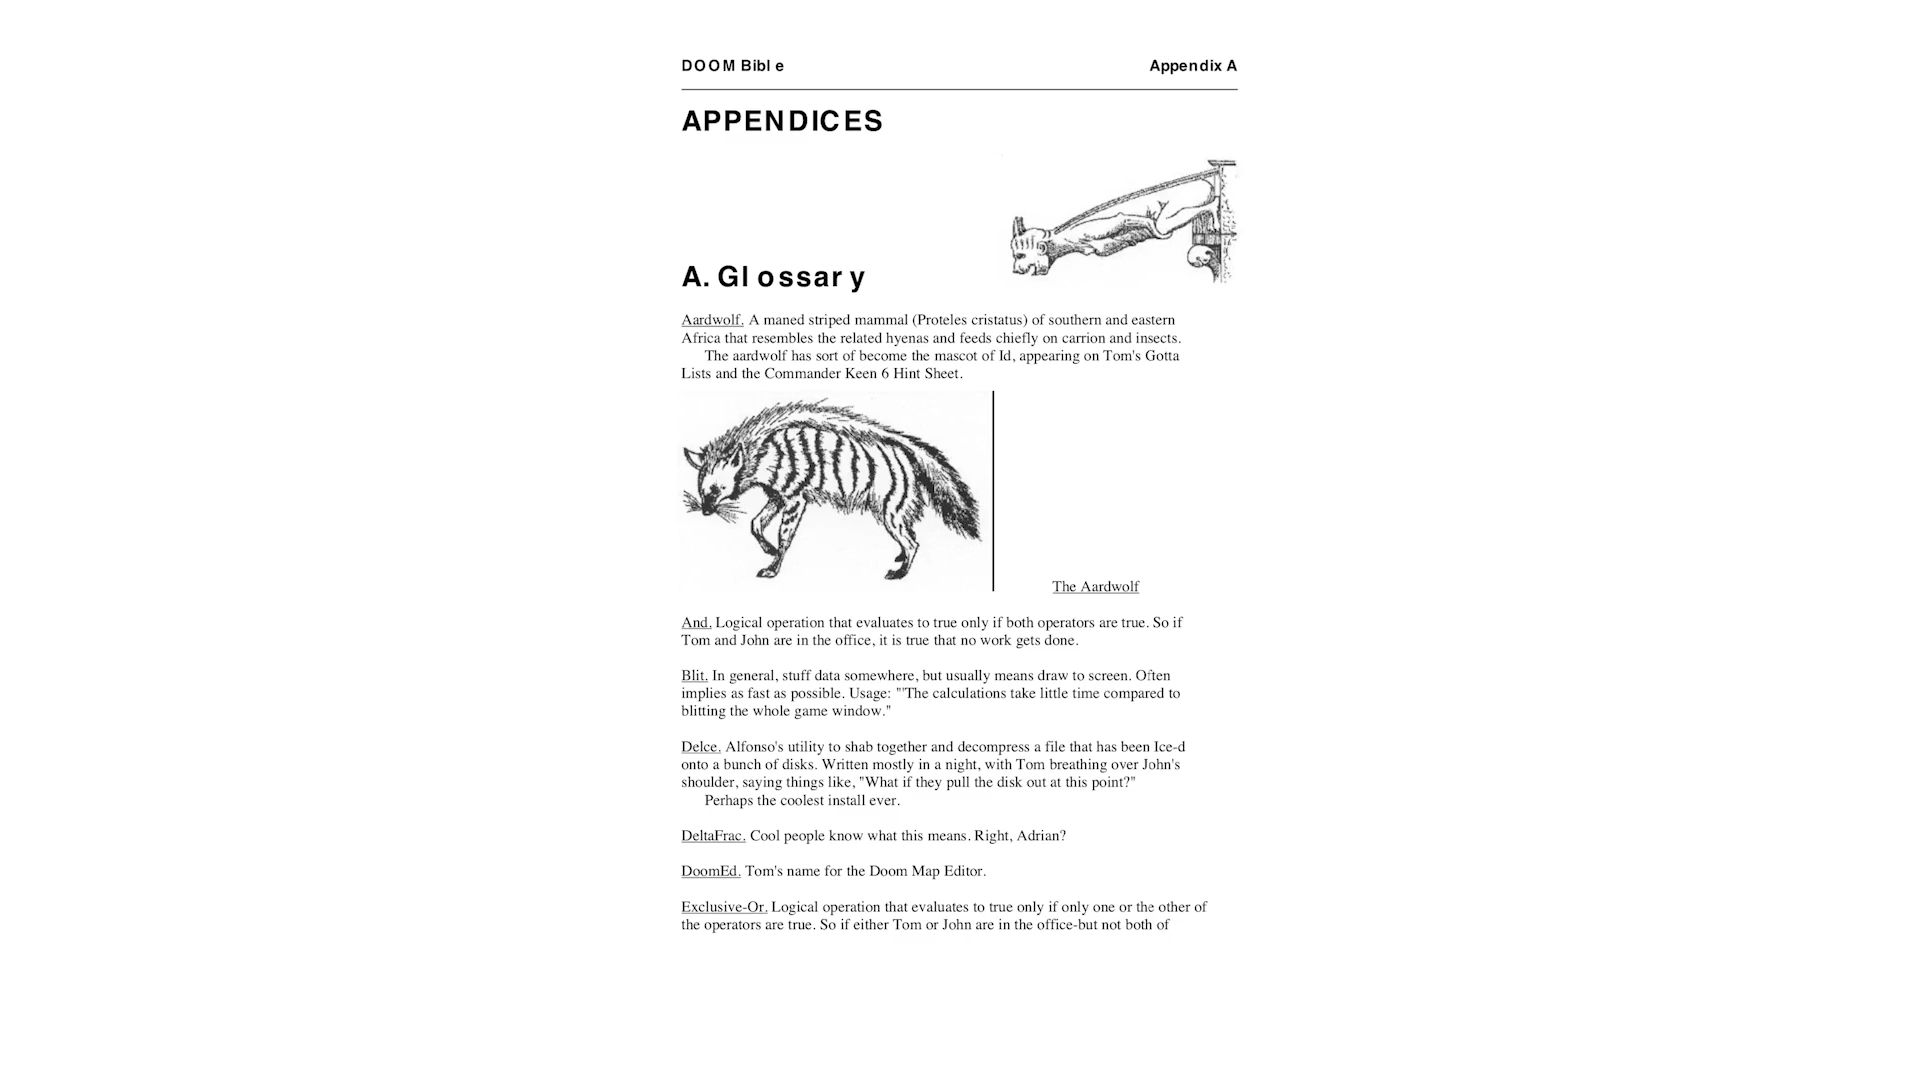 DOOM Bible Appendix A
APPENDICES
A. Glossary
Aardwolf. A maned striped mammal (Proteles cristatus) of southern and eastern
Africa that resembles the related hyenas and feeds chiefly on carrion and insects.
The aardwolf has sort of become the mascot of Id, appearing on Tom's Gotta
Lists and the Commander Keen 6 Hint Sheet.
The Aardwolf
And. Logical operation that evaluates to true only if both operators are true. So if
Tom and John are in the office, it is true that no work gets done.
Blit. In general, stuff data somewhere, but usually means draw to screen. Often
implies as fast as possible. Usage: "'The calculations take little time compared to
blitting the whole game window."
Delce. Alfonso's utility to shab together and decompress a file that has been Ice-d
onto a bunch of disks. Written mostly in a night, with Tom breathing over John's
shoulder, saying things like, "What if they pull the disk out at this point?"
Perhaps the coolest install ever.
DeltaFrac. Cool people know what this means. Right, Adrian?
DoomEd. Tom's name for the Doom Map Editor.
Exclusive-Or. Logical operation that evaluates to true only if only one or the other of
the operators are true. So if either Tom or John are in the office-but not both of